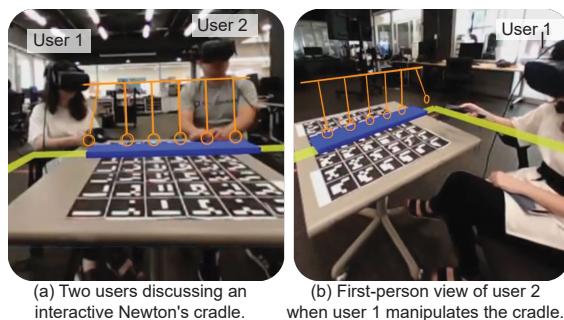 User 1
User 2
User 1
(a) Two users discussing an
interactive Newton's cradle.
(b) First-person view of user 2
when user 1 manipulates the cradle.